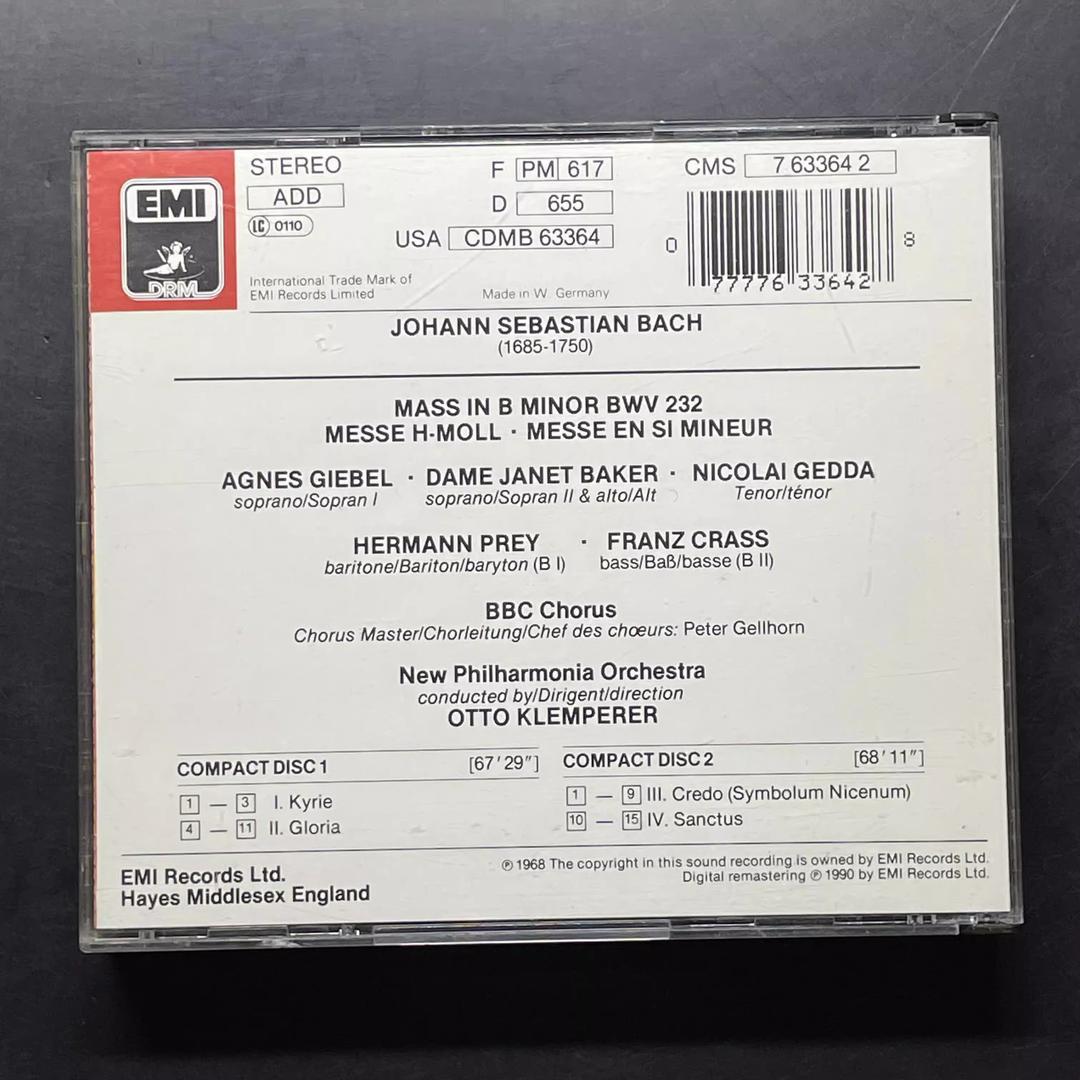 EMI
DRM
STEREO
ADD
LC 0110
F PM 617
D 655
USA CDMB 63364
CMS 7 63364 2
0 77776 33642 8
International Trade Mark of
EMI Records Limited
Made in W. Germany
JOHANN SEBASTIAN BACH
(1685-1750)
MASS IN B MINOR BWV 232
MESSE H-MOLL · MESSE EN SI MINEUR
AGNES GIEBEL · DAME JANET BAKER · NICOLAI GEDDA
soprano/Sopran I soprano/Sopran II & alto/Alt Tenor/ténor
HERMANN PREY · FRANZ CRASS
baritone/Bariton/baryton (B I) bass/Baß/basse (B II)
BBC Chorus
Chorus Master/Chorleitung/Chef des chœurs: Peter Gellhorn
New Philharmonia Orchestra
conducted by/Dirigent/direction
OTTO KLEMPERER
COMPACT DISC 1 [67'29"]
1 — 3 I. Kyrie
4 — 11 II. Gloria
COMPACT DISC 2 [68'11"]
1 — 9 III. Credo (Symbolum Nicenum)
10 — 15 IV. Sanctus
EMI Records Ltd.
Hayes Middlesex England
℗ 1968 The copyright in this sound recording is owned by EMI Records Ltd.
Digital remastering ℗ 1990 by EMI Records Ltd.